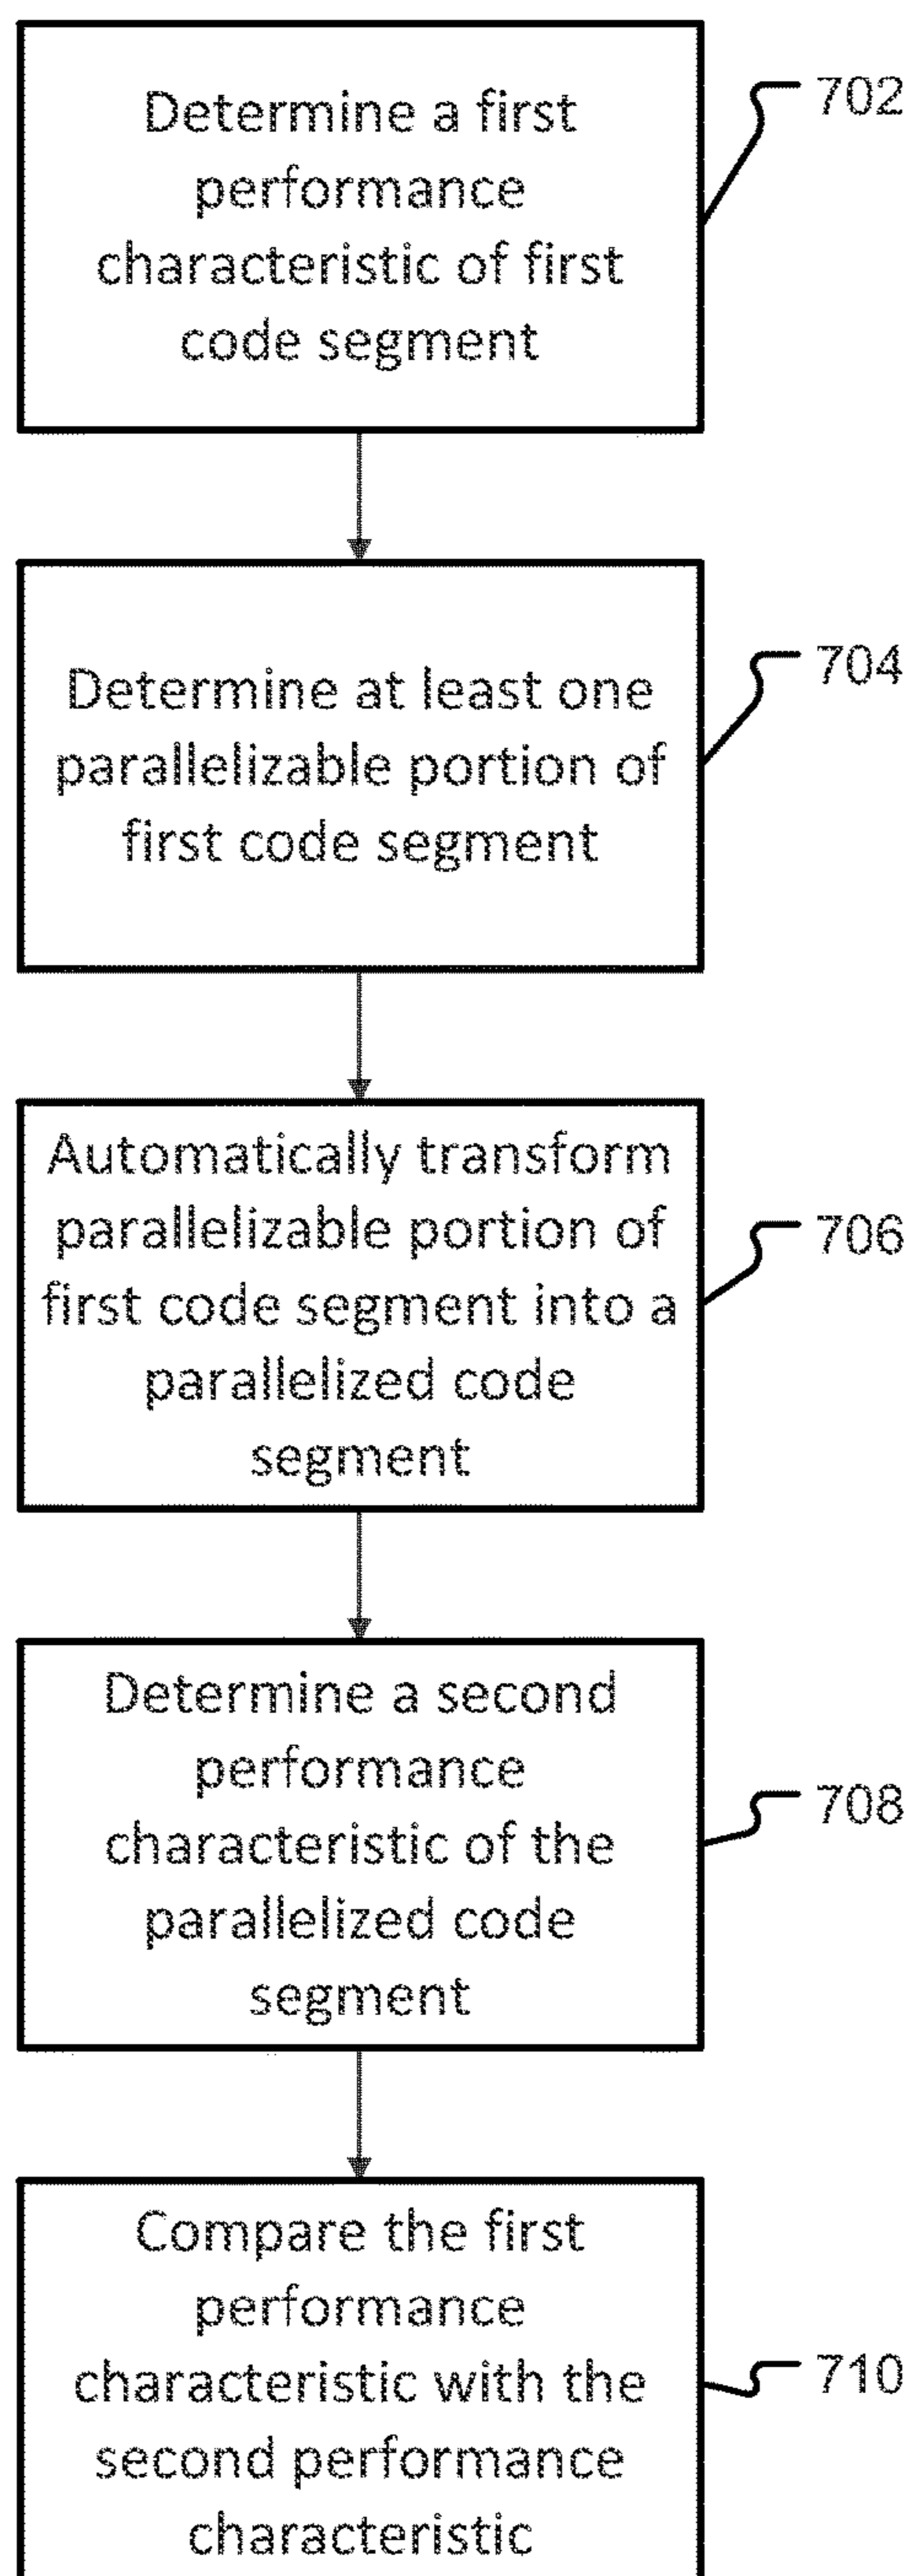 Determine a first
performance
characteristic of first
code segment
702
Determine at least one
parallelizable portion of
first code segment
704
Automatically transform
parallelizable portion of
first code segment into a
parallelized code
segment
706
Determine a second
performance
characteristic of the
parallelized code
segment
708
Compare the first
performance
characteristic with the
second performance
characteristic
710